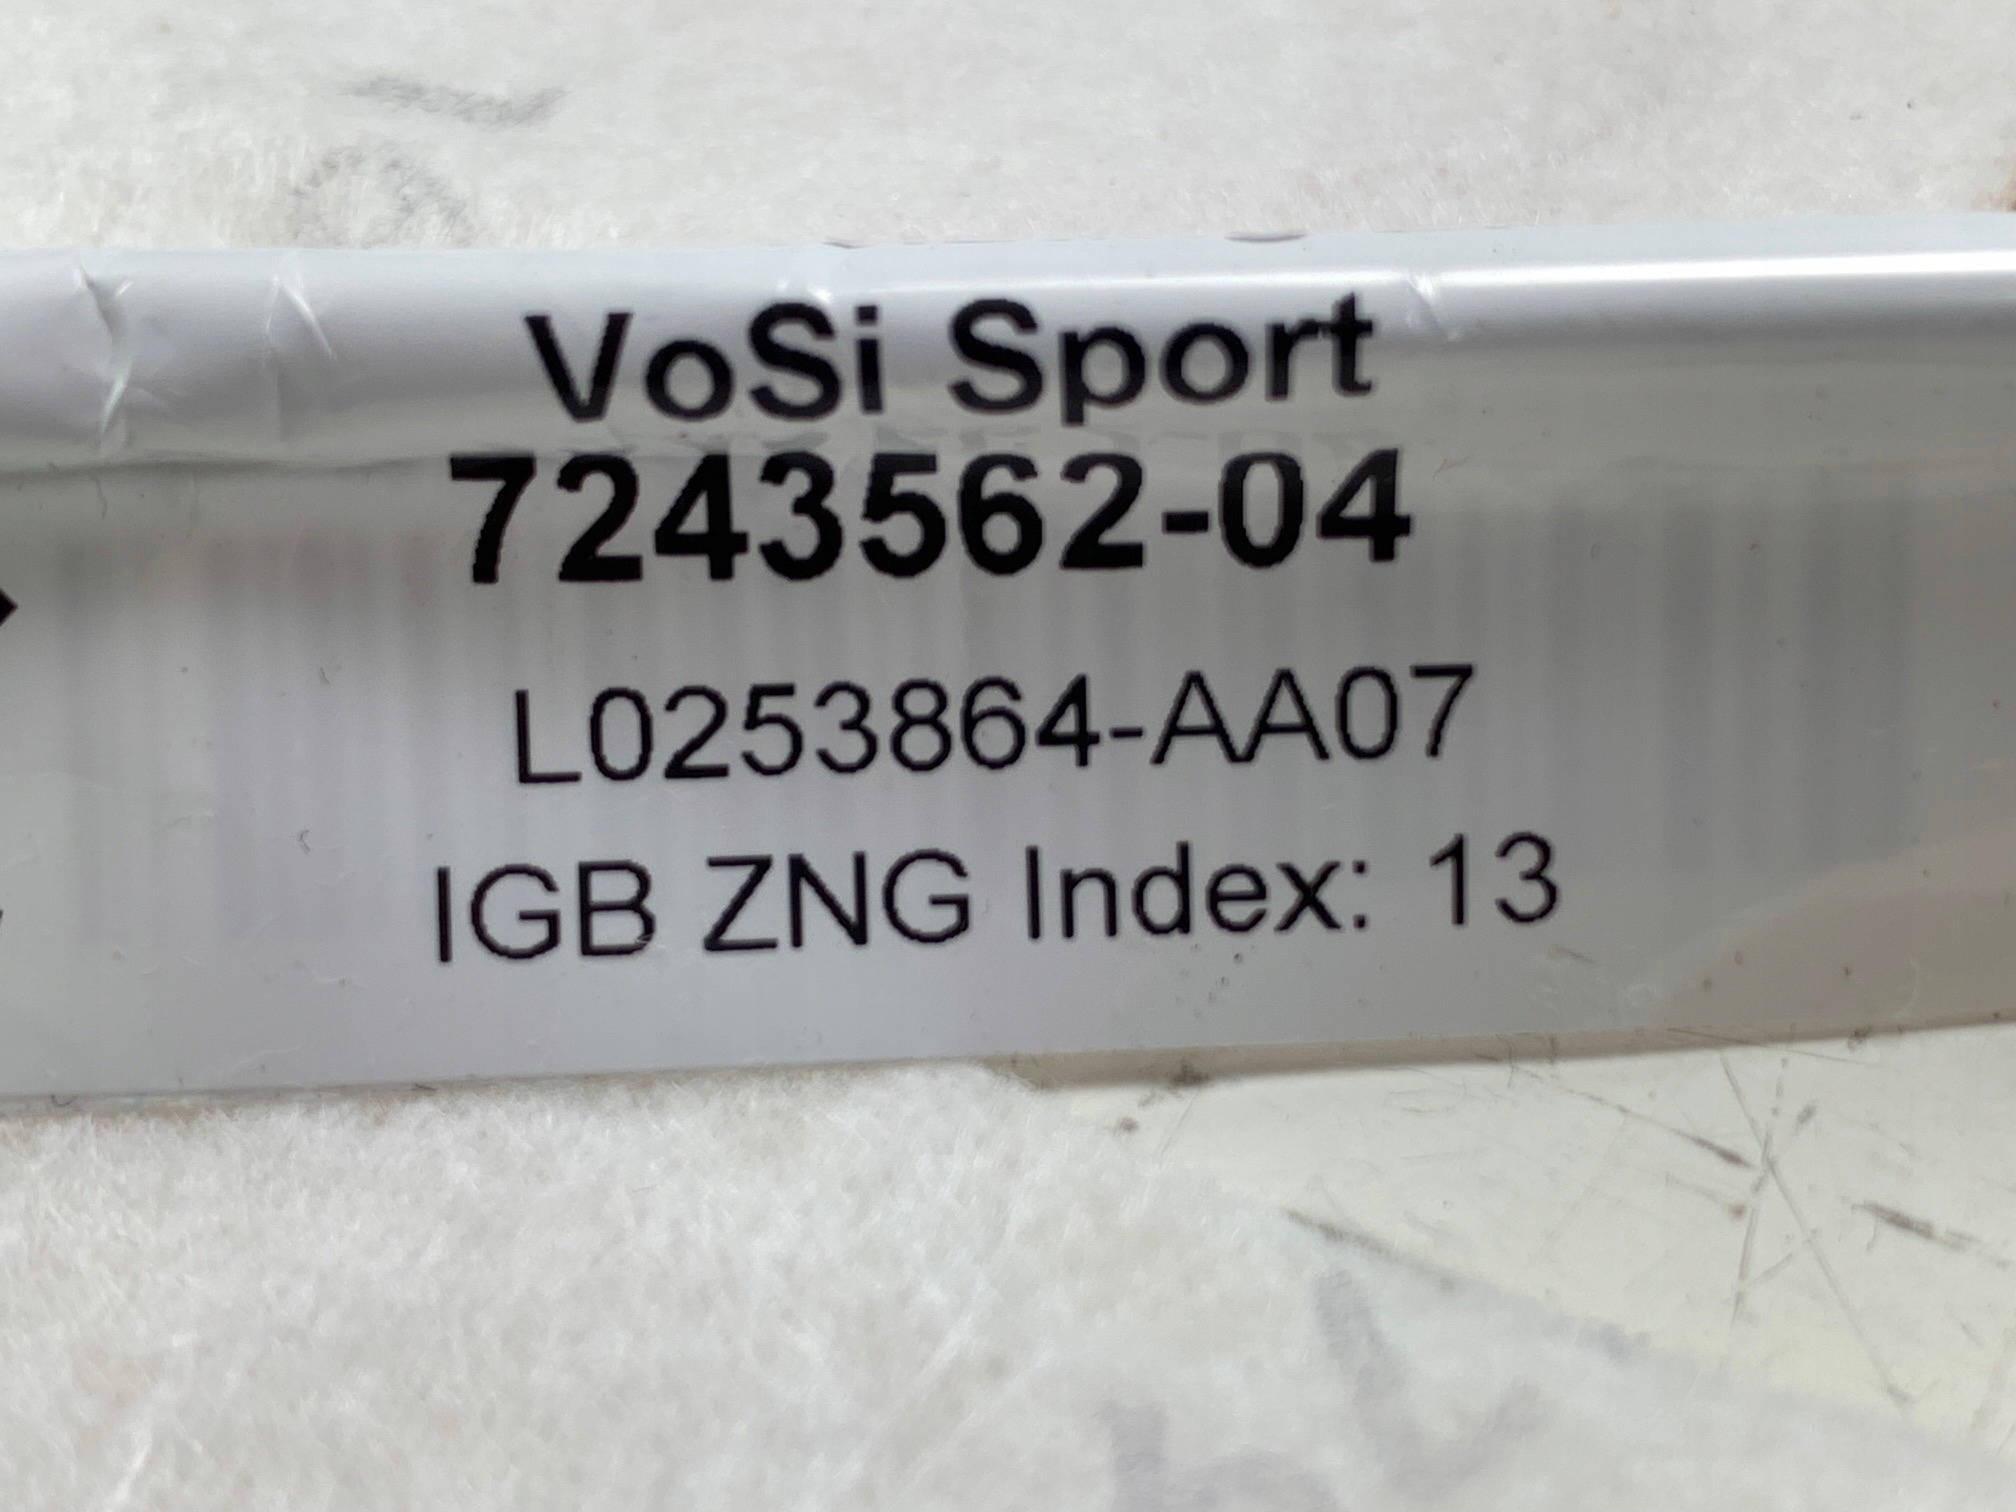 VoSi Sport
7243562-04
L0253864-AA07
IGB ZNG Index: 13